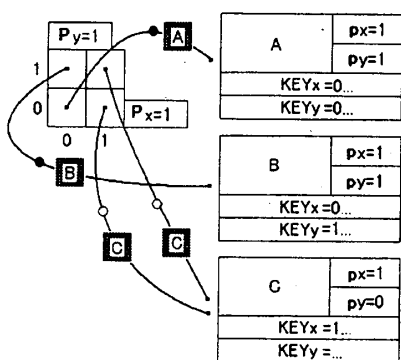 Py=1
1
0
Px=1
0 1
A
B
C
C
A
px=1
py=1
KEYx=0...
KEYy=0...
B
px=1
py=1
KEYx=0...
KEYy=1...
C
px=1
py=0
KEYx=1...
KEYy=...